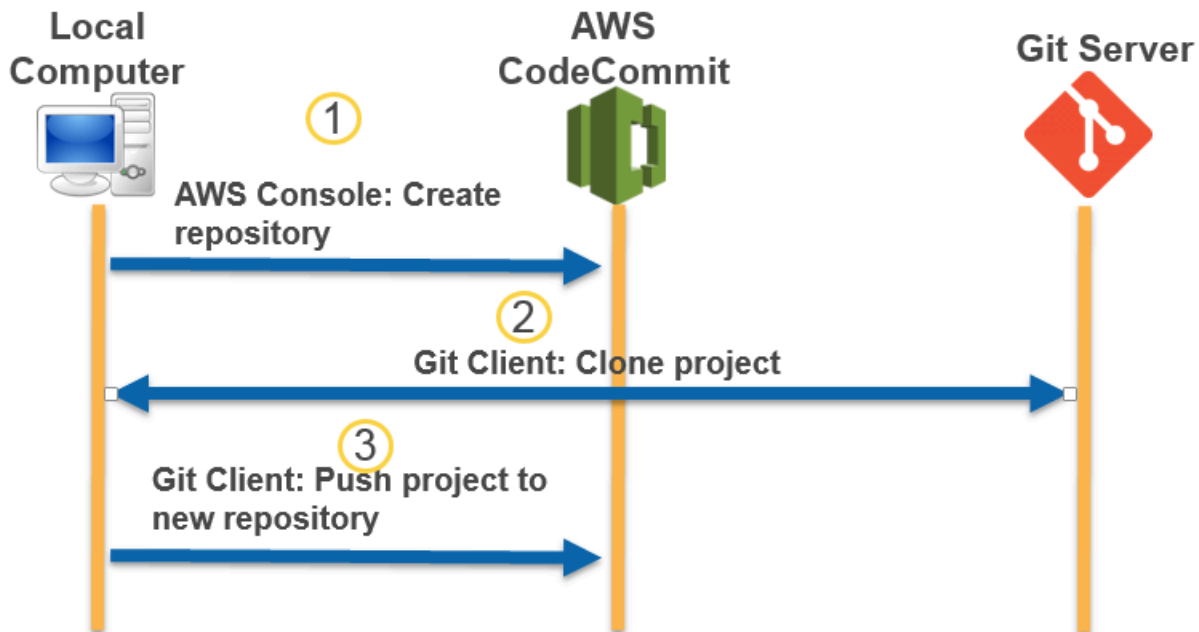 Local
Computer
AWS
CodeCommit
Git Server
1
AWS Console: Create
repository
2
Git Client: Clone project
3
Git Client: Push project to
new repository